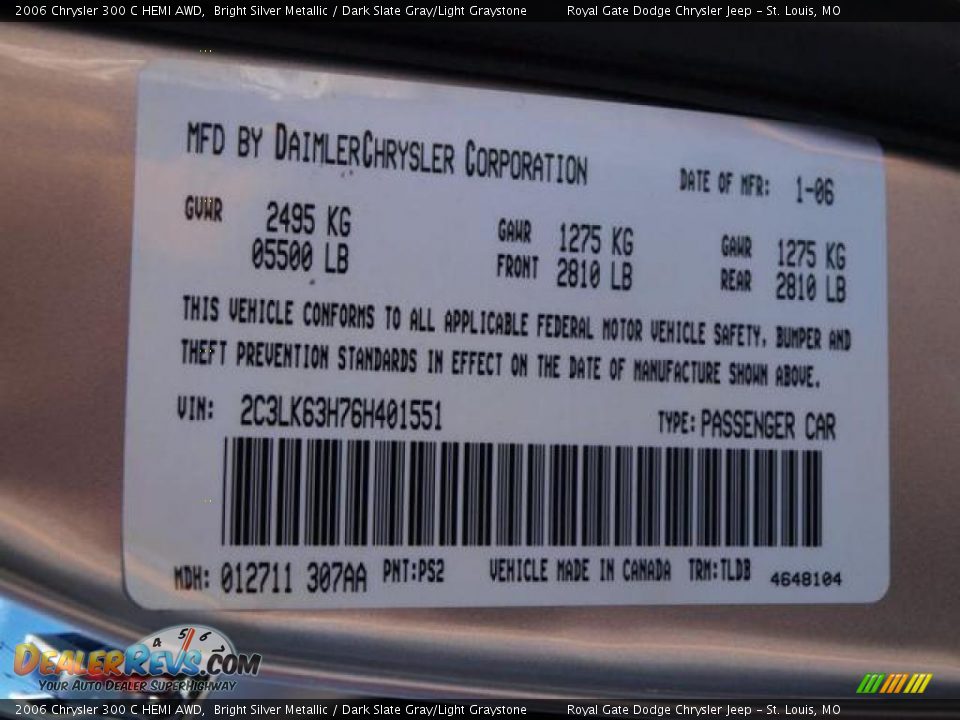 2006 Chrysler 300 C HEMI AWD,  Bright Silver Metallic / Dark Slate Gray/Light Graystone          Royal Gate Dodge Chrysler Jeep - St. Louis, MO
MFD BY DAIMLERCHRYSLER CORPORATION DATE OF MFR: 1-06
GVWR 2495 KG GAWR 1275 KG GAWR 1275 KG
05500 LB FRONT 2810 LB REAR 2810 LB
THIS VEHICLE CONFORMS TO ALL APPLICABLE FEDERAL MOTOR VEHICLE SAFETY, BUMPER AND
THEFT PREVENTION STANDARDS IN EFFECT ON THE DATE OF MANUFACTURE SHOWN ABOVE.
VIN: 2C3LK63H76H401551 TYPE: PASSENGER CAR
MDH: 012711 307AA PNT:PS2 VEHICLE MADE IN CANADA TRM:TLDB 4648104
4 5 6
DEALERREVS.COM
YOUR AUTO DEALER SUPERHIGHWAY
2006 Chrysler 300 C HEMI AWD,  Bright Silver Metallic / Dark Slate Gray/Light Graystone          Royal Gate Dodge Chrysler Jeep - St. Louis, MO